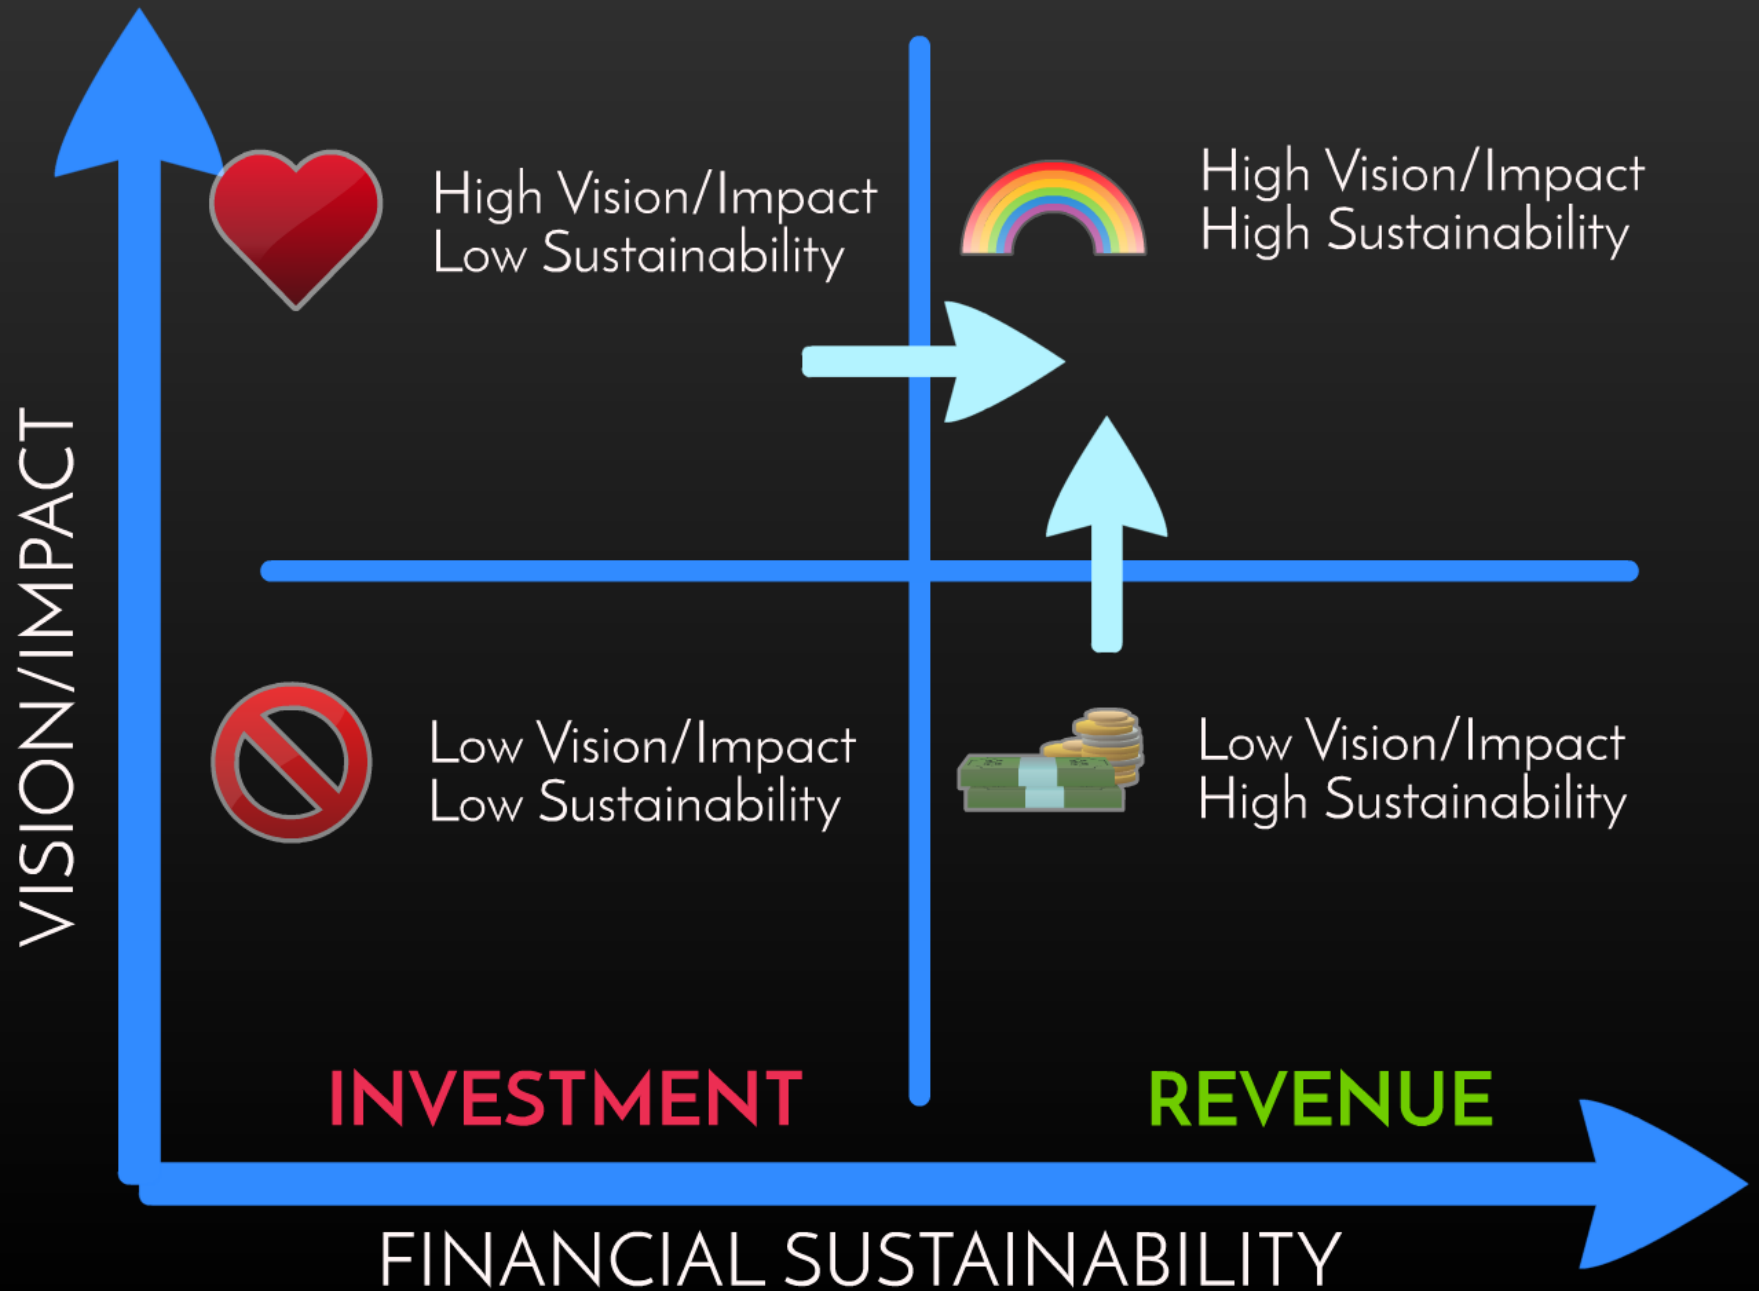 High Vision/Impact
Low Sustainability
High Vision/Impact
High Sustainability
VISION/IMPACT
Low Vision/Impact
Low Sustainability
Low Vision/Impact
High Sustainability
INVESTMENT
REVENUE
FINANCIAL SUSTAINABILITY